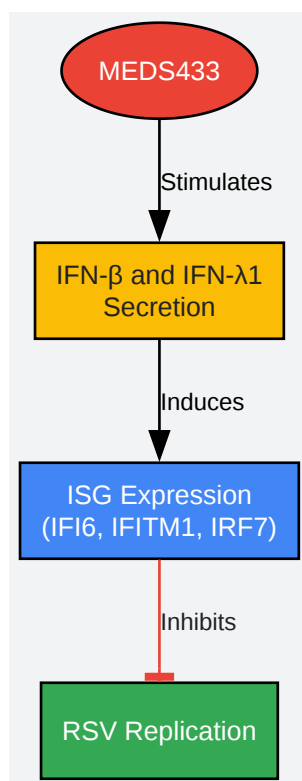 MEDS433
Stimulates
IFN-β and IFN-λ1
Secretion
Induces
ISG Expression
(IFI6, IFITM1, IRF7)
Inhibits
RSV Replication